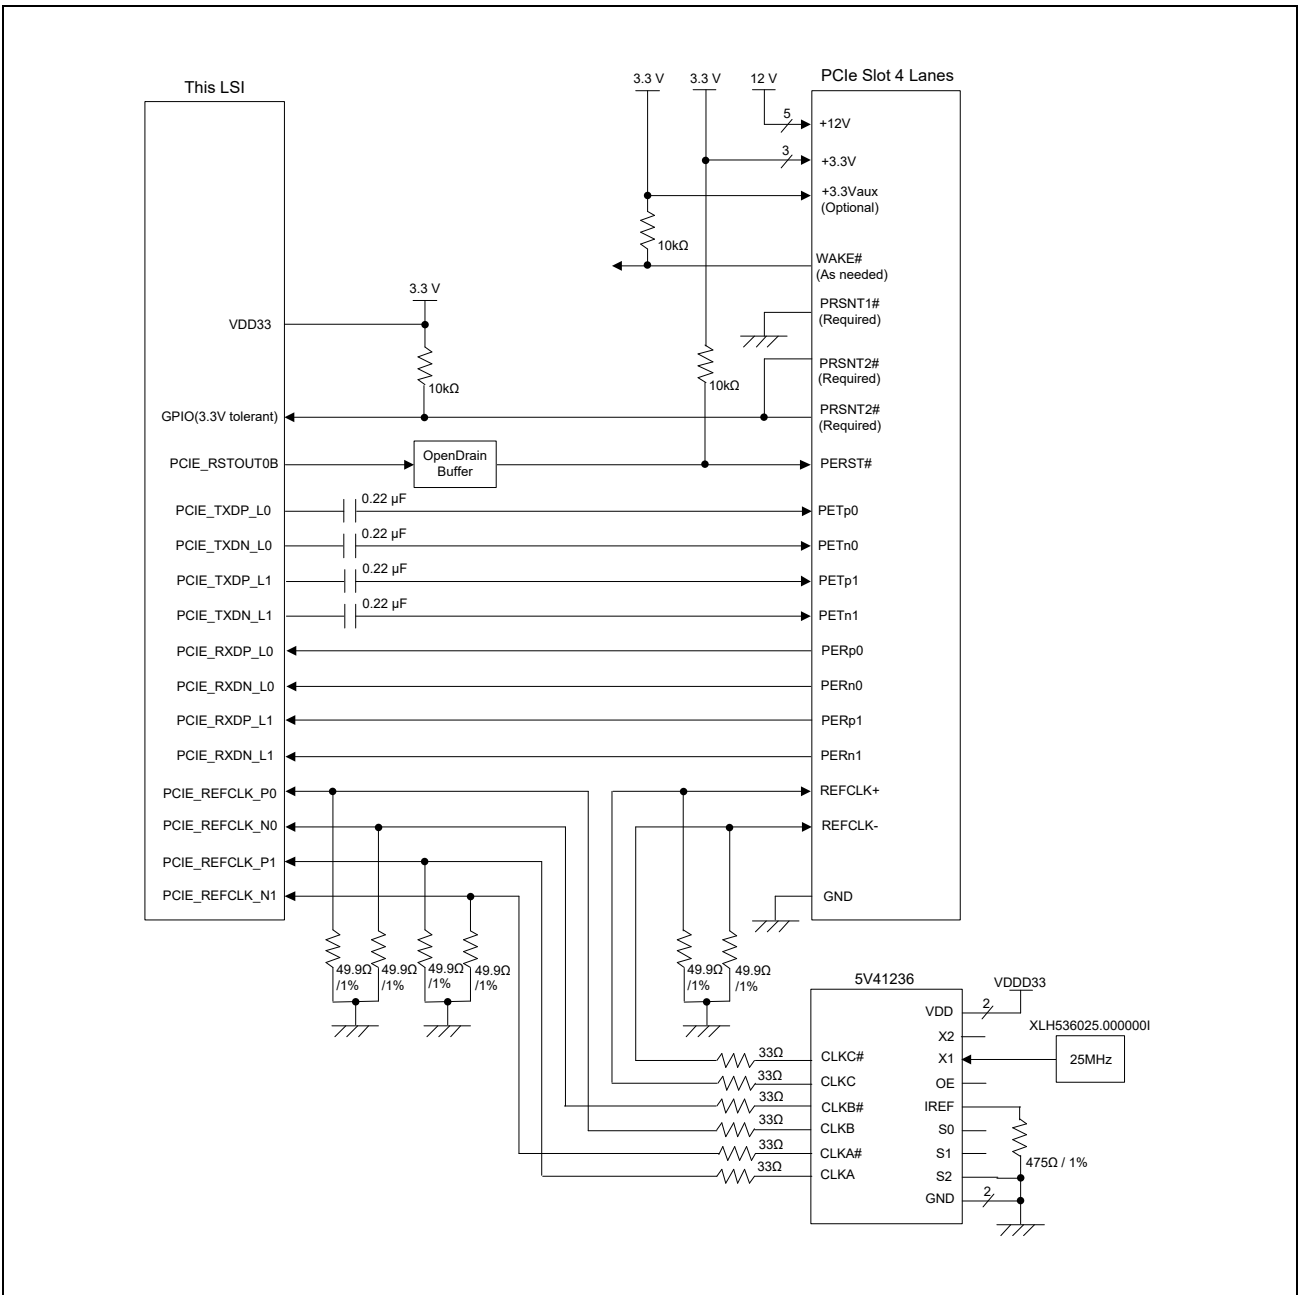 This LSI
3.3 V
3.3 V
12 V
PCIe Slot 4 Lanes
5
+12V
3
+3.3V
+3.3Vaux
(Optional)
10kΩ
WAKE#
(As needed)
PRSNT1#
(Required)
3.3 V
VDD33
10kΩ
10kΩ
PRSNT2#
(Required)
GPIO(3.3V tolerant)
PRSNT2#
(Required)
PCIE_RSTOUT0B
OpenDrain
Buffer
PERST#
PCIE_TXDP_L0
0.22 µF
PETp0
PCIE_TXDN_L0
0.22 µF
PETn0
PCIE_TXDP_L1
0.22 µF
PETp1
PCIE_TXDN_L1
0.22 µF
PETn1
PCIE_RXDP_L0
PERp0
PCIE_RXDN_L0
PERn0
PCIE_RXDP_L1
PERp1
PCIE_RXDN_L1
PERn1
PCIE_REFCLK_P0
REFCLK+
PCIE_REFCLK_N0
REFCLK-
PCIE_REFCLK_P1
PCIE_REFCLK_N1
GND
49.9Ω
/1%
49.9Ω
/1%
49.9Ω
/1%
49.9Ω
/1%
49.9Ω
/1%
49.9Ω
/1%
5V41236
VDDD33
VDD
2
X2
XLH536025.000000I
33Ω
CLKC#
X1
25MHz
33Ω
CLKC
OE
33Ω
CLKB#
IREF
33Ω
CLKB
S0
33Ω
CLKA#
S1
475Ω / 1%
33Ω
CLKA
S2
GND
2